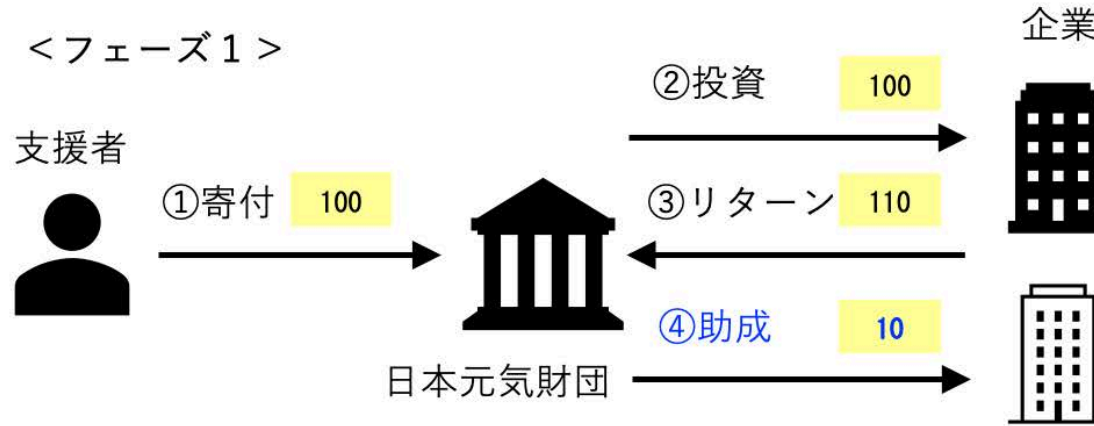 ＜フェーズ１＞
企業
②投資 100
支援者
①寄付 100
③リターン 110
④助成 10
日本元気財団